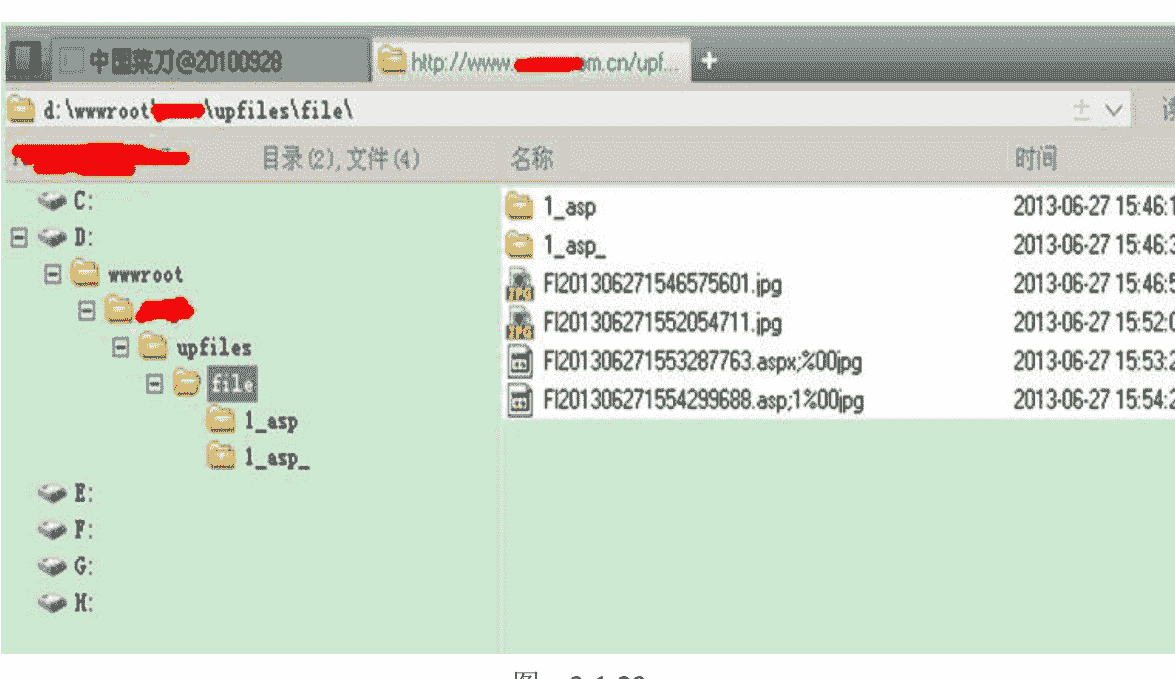 中国菜刀@20100928
http://www. m.cn/upf...
d:\wwwroot\ \upfiles\file\
目录(2),文件(4)
名称
时间
C:
D:
wwwroot
upfiles
file
1_asp
1_asp_
E:
F:
G:
H:
1_asp 2013-06-27 15:46:1
1_asp_ 2013-06-27 15:46:3
FI201306271546575601.jpg 2013-06-27 15:46:5
FI201306271552054711.jpg 2013-06-27 15:52:0
FI201306271553287763.aspx;%00jpg 2013-06-27 15:53:2
FI201306271554299688.asp;1%00jpg 2013-06-27 15:54:2